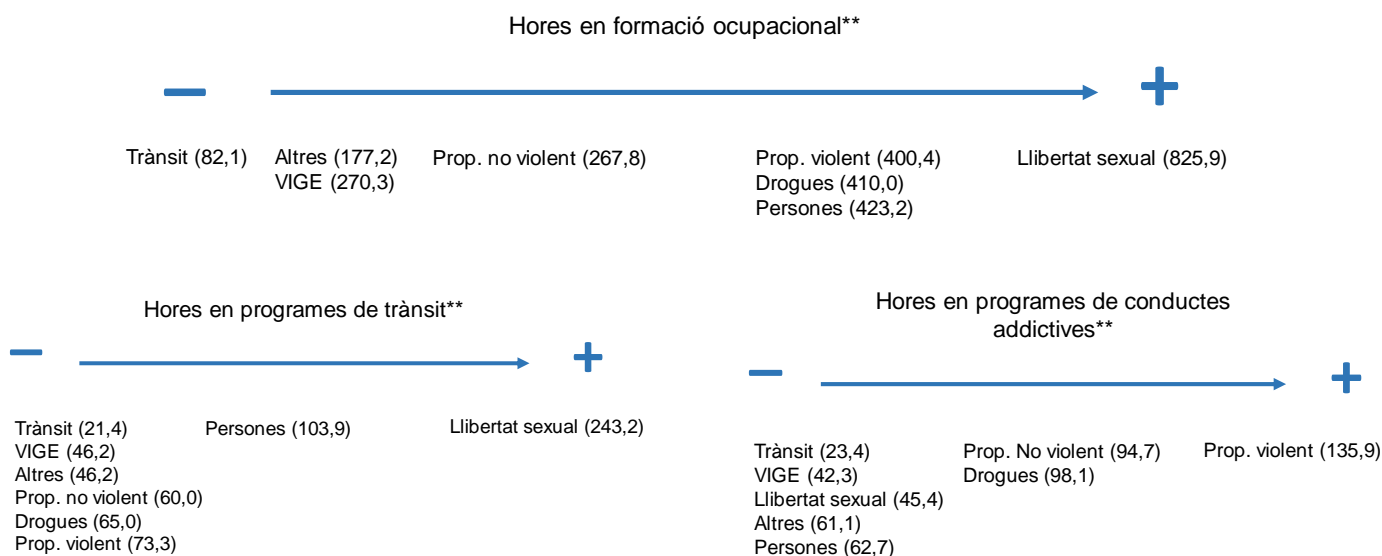 Hores en formació ocupacional**
Trànsit (82,1)
Altres (177,2)
VIGE (270,3)
Prop. no violent (267,8)
Prop. violent (400,4)
Drogues (410,0)
Persones (423,2)
Llibertat sexual (825,9)
Hores en programes de trànsit**
Trànsit (21,4)
VIGE (46,2)
Altres (46,2)
Prop. no violent (60,0)
Drogues (65,0)
Prop. violent (73,3)
Persones (103,9)
Llibertat sexual (243,2)
Hores en programes de conductes
addictives**
Trànsit (23,4)
VIGE (42,3)
Llibertat sexual (45,4)
Altres (61,1)
Persones (62,7)
Prop. No violent (94,7)
Drogues (98,1)
Prop. violent (135,9)